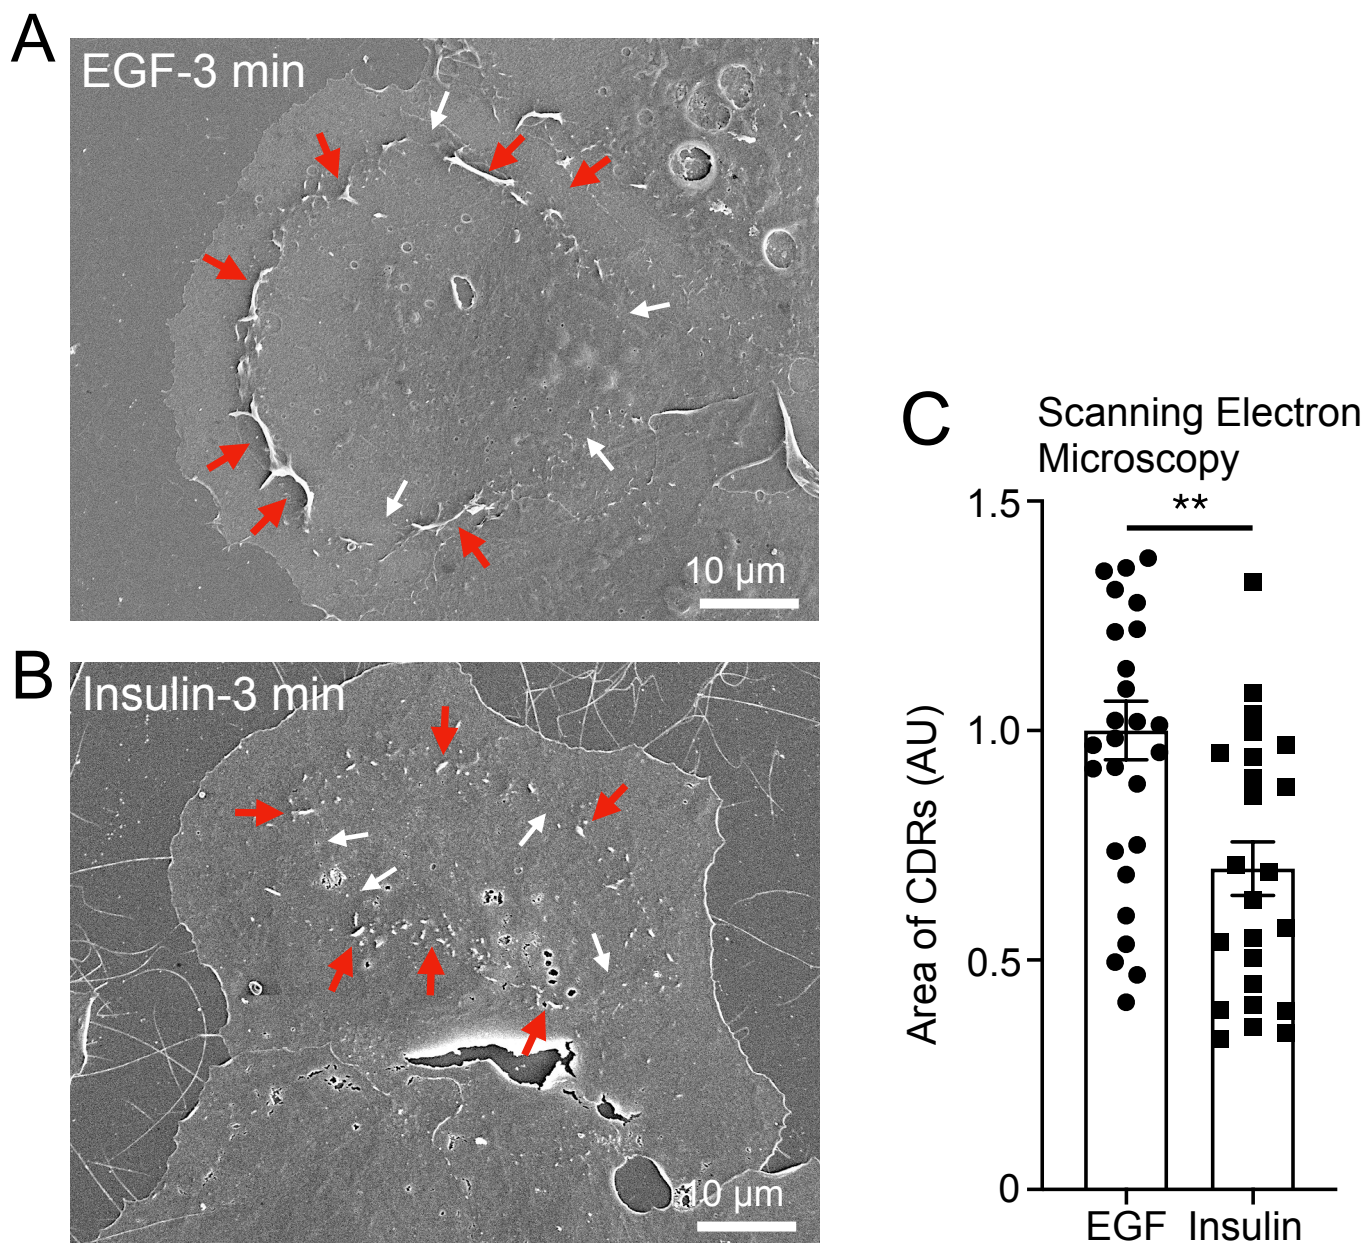 A
EGF-3 min
10 µm
B
Insulin-3 min
10 µm
C
Scanning Electron
Microscopy
**
1.5
1.0
0.5
0
Area of CDRs (AU)
EGF
Insulin